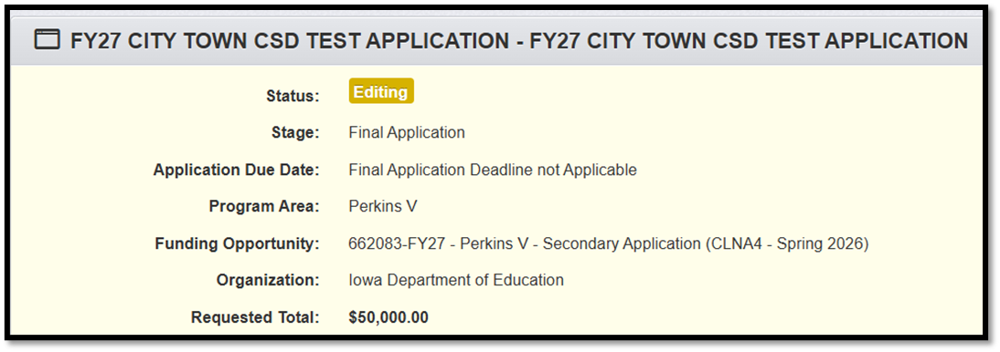 FY27 CITY TOWN CSD TEST APPLICATION - FY27 CITY TOWN CSD TEST APPLICATION
Status: Editing
Stage: Final Application
Application Due Date: Final Application Deadline not Applicable
Program Area: Perkins V
Funding Opportunity: 662083-FY27 - Perkins V - Secondary Application (CLNA4 - Spring 2026)
Organization: Iowa Department of Education
Requested Total: $50,000.00